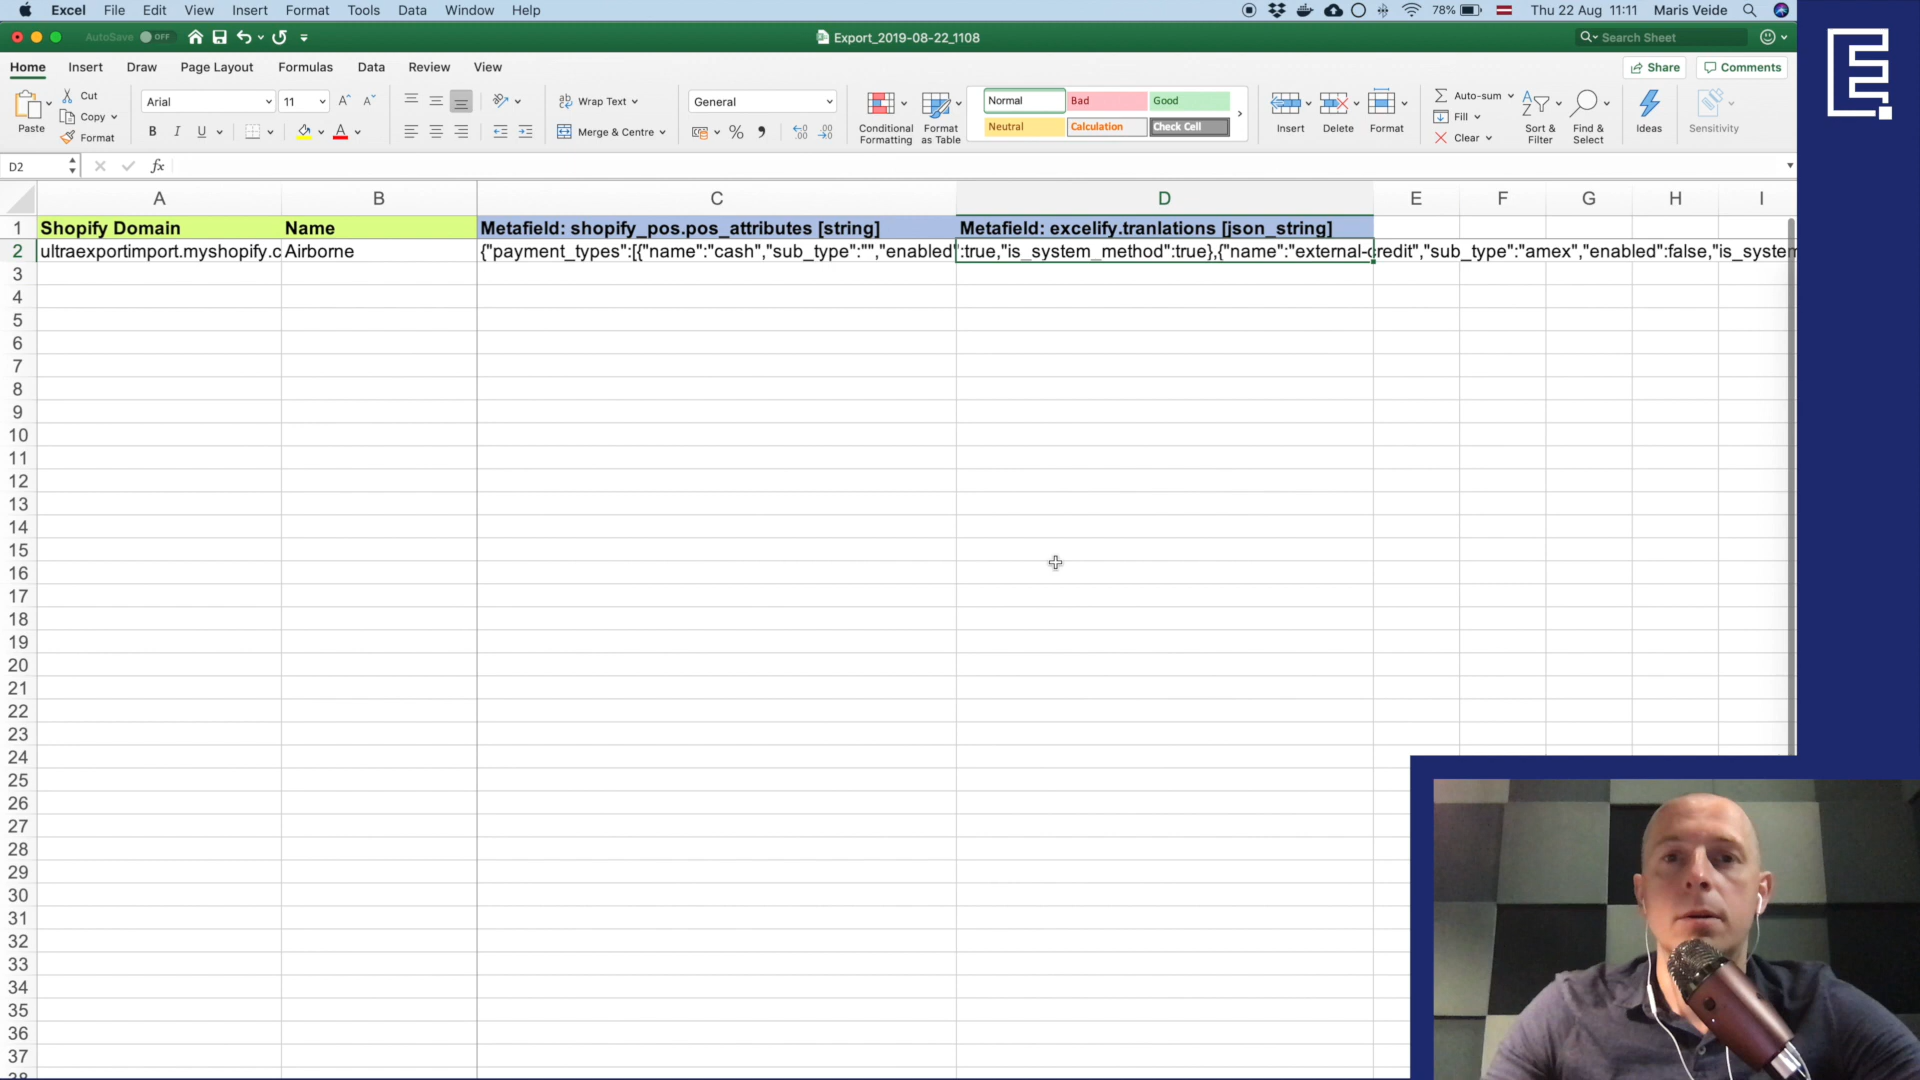 Excel File Edit View Insert Format Tools Data Window Help 78% Thu 22 Aug 11:11 Maris Veide
AutoSave OFF Export_2019-08-22_1108 Search Sheet
Home Insert Draw Page Layout Formulas Data Review View Share Comments
Paste Cut Copy Format
Arial 11
B I U
Wrap Text
Merge & Centre
General
Conditional Formatting
Format as Table
Normal Bad Good
Neutral Calculation Check Cell
Insert Delete Format
Auto-sum
Fill
Clear
Sort & Filter
Find & Select
Ideas
Sensitivity
D2 fx
A B C D E F G H I
1 Shopify Domain Name Metafield: shopify_pos.pos_attributes [string] Metafield: excelify.tranlations [json_string]
2 ultraexportimport.myshopify.c Airborne {"payment_types":[{"name":"cash","sub_type":"","enabled":true,"is_system_method":true},{"name":"external-credit","sub_type":"amex","enabled":false,"is_system
3
4
5
6
7
8
9
10
11
12
13
14
15
16
17
18
19
20
21
22
23
24
25
26
27
28
29
30
31
32
33
34
35
36
37
38